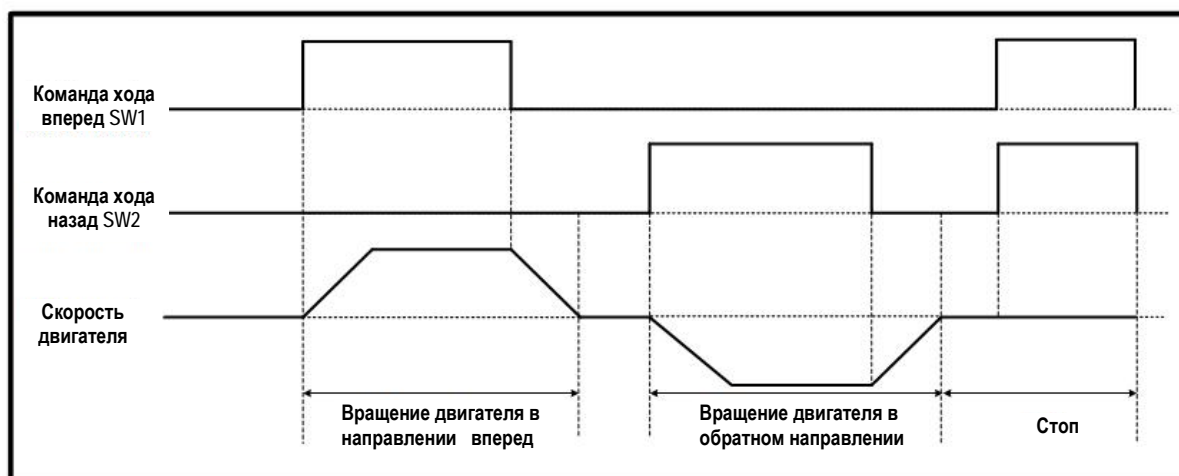 Команда хода
вперед SW1
Команда хода
назад SW2
Скорость
двигателя
Вращение двигателя в
направлении вперед
Вращение двигателя в
обратном направлении
Стоп